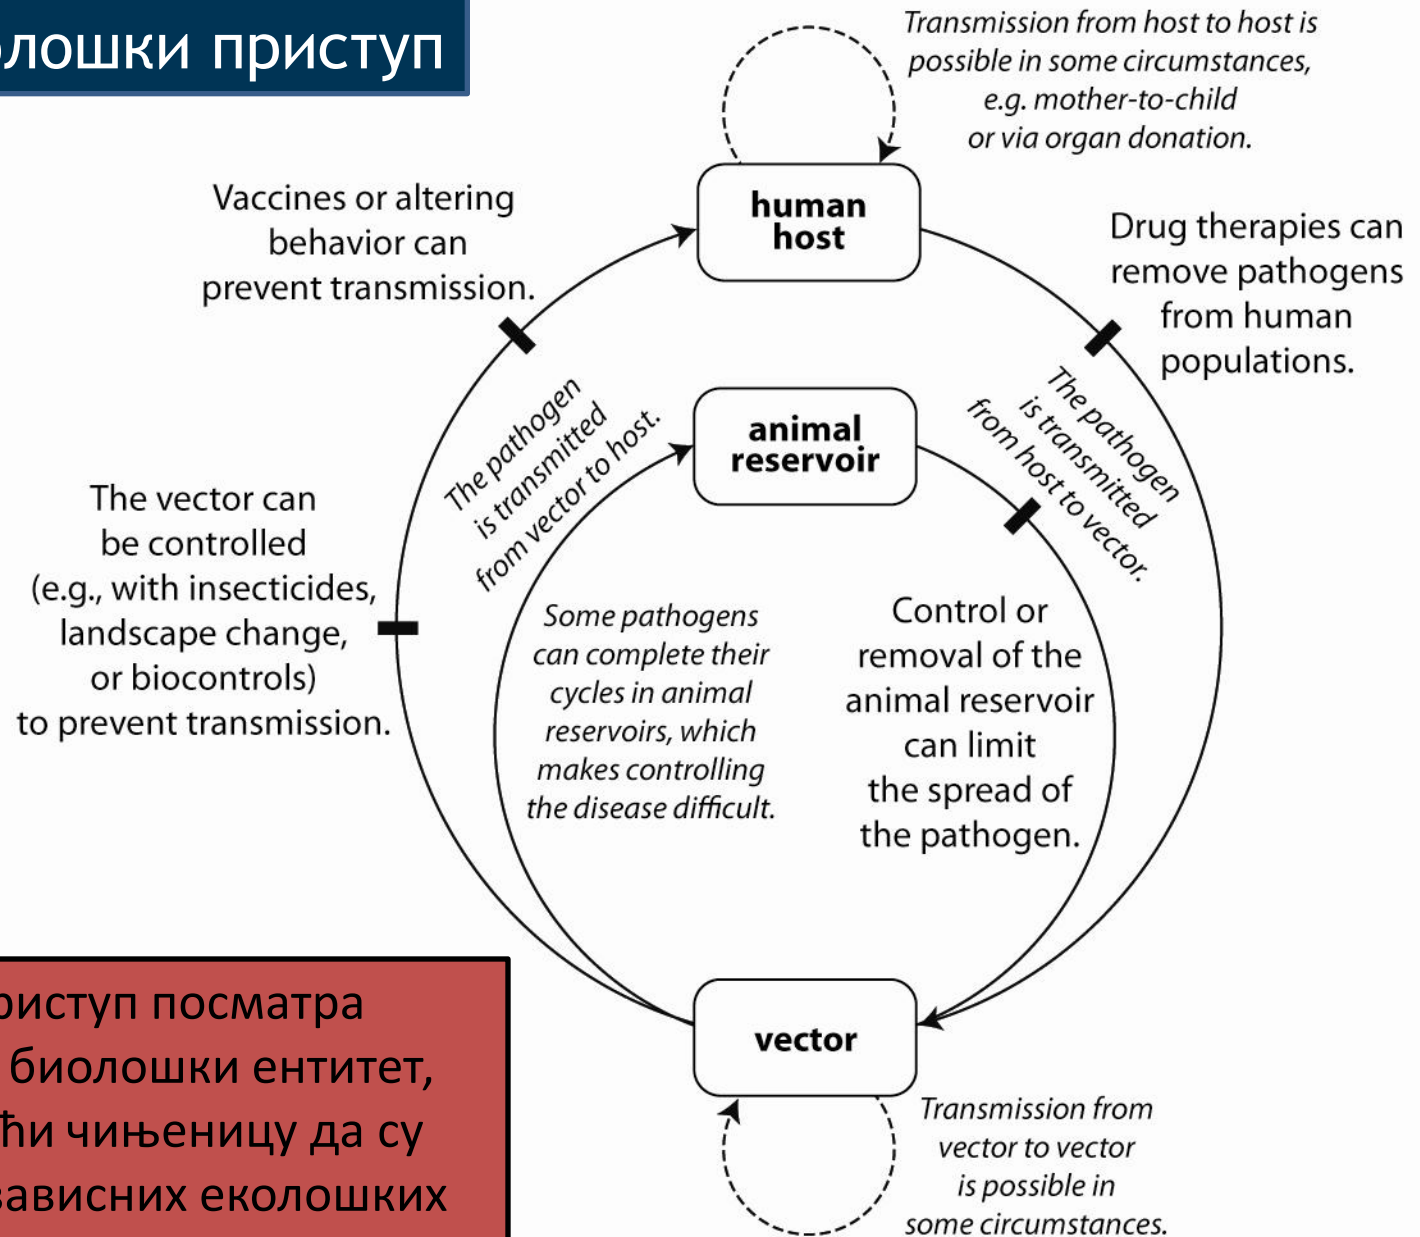 олошки приступ
Transmission from host to host is
possible in some circumstances,
e.g. mother-to-child
or via organ donation.
Vaccines or altering
behavior can
prevent transmission.
human
host
Drug therapies can
remove pathogens
from human
populations.
The pathogen
is transmitted
from vector to host.
animal
reservoir
The pathogen
is transmitted
from host to vector.
The vector can
be controlled
(e.g., with insecticides,
landscape change,
or biocontrols)
to prevent transmission.
Some pathogens
can complete their
cycles in animal
reservoirs, which
makes controlling
the disease difficult.
Control or
removal of the
animal reservoir
can limit
the spread of
the pathogen.
vector
риступ посматра
биолошки ентитет,
ћи чињеницу да су
зависних еколошких
Transmission from
vector to vector
is possible in
some circumstances.